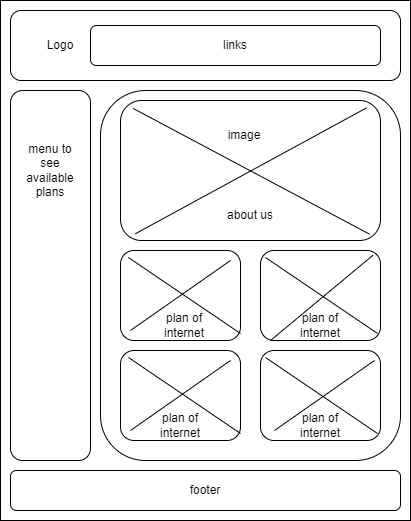 Logo
links
menu to
see
available
plans
image
about us
plan of
internet
plan of
internet
plan of
internet
plan of
internet
footer